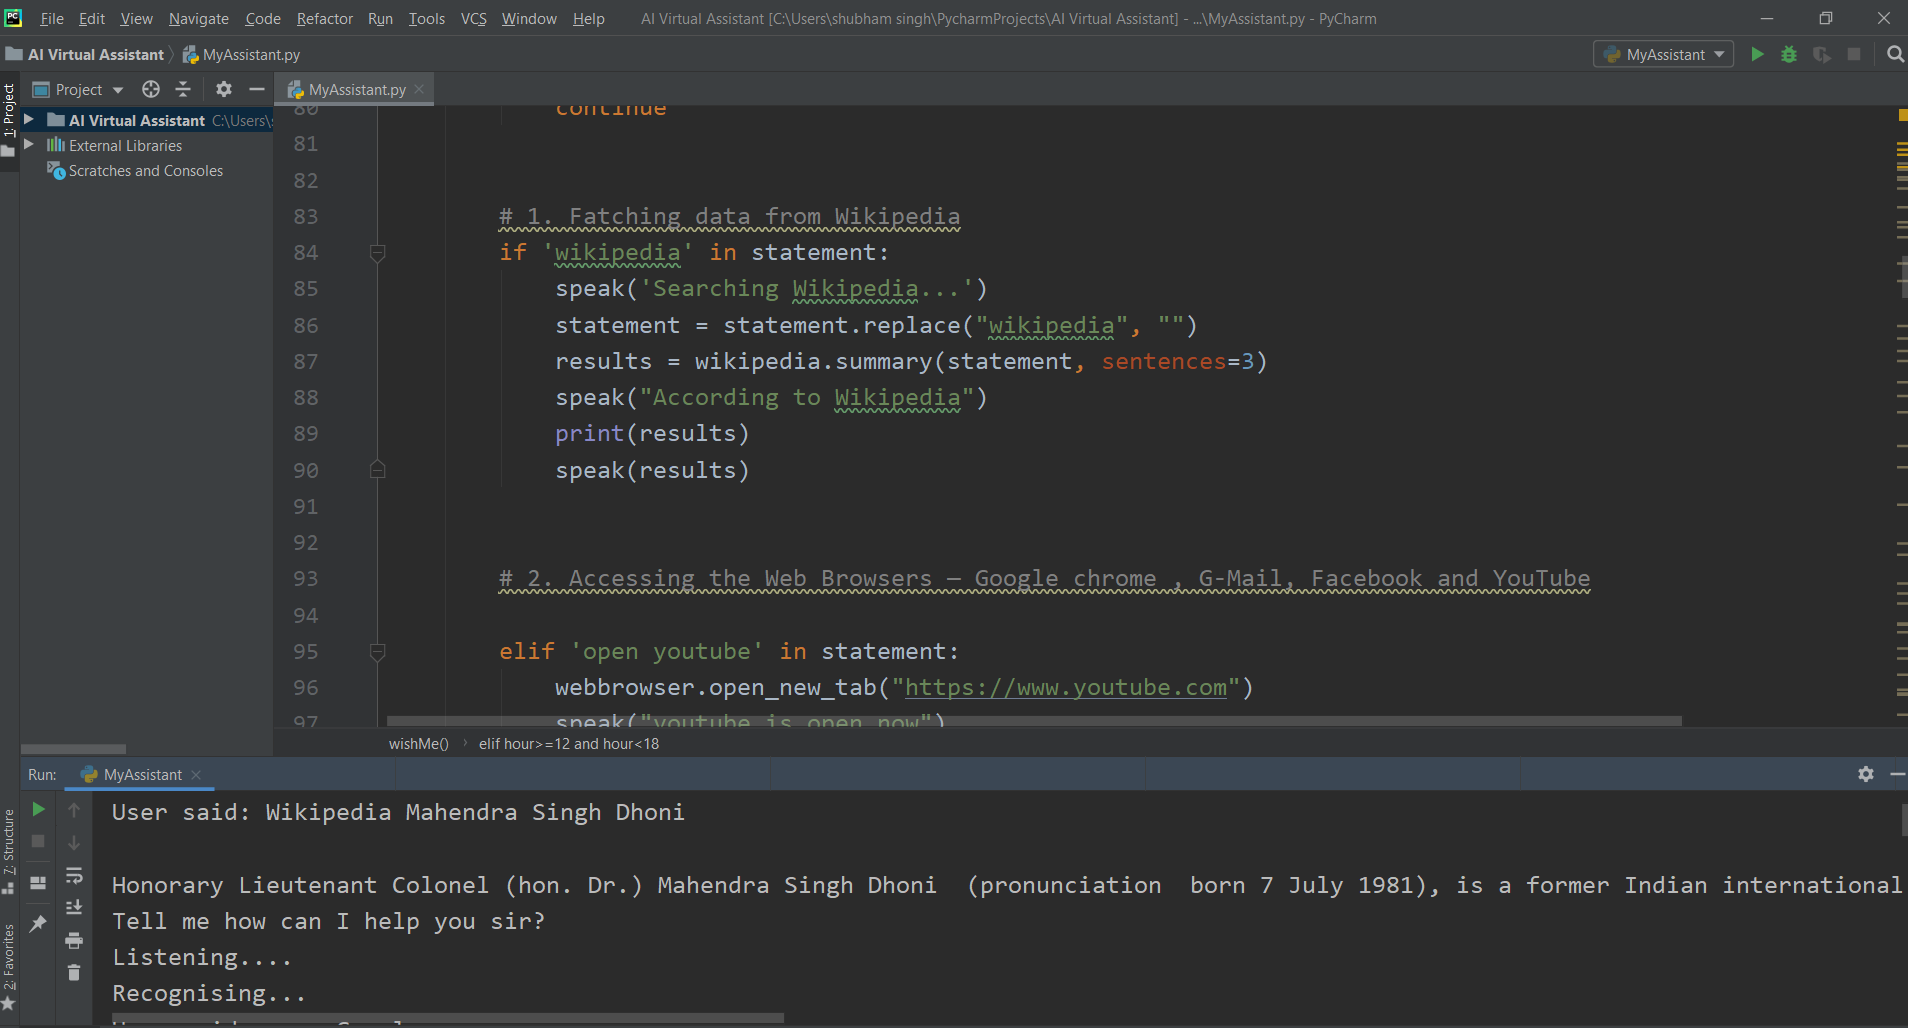 File Edit View Navigate Code Refactor Run Tools VCS Window Help AI Virtual Assistant [C:\Users\shubham singh\PycharmProjects\AI Virtual Assistant] - ...\MyAssistant.py - PyCharm
AI Virtual Assistant MyAssistant.py MyAssistant
Project MyAssistant.py
1: Project
AI Virtual Assistant C:\Users\s
External Libraries
Scratches and Consoles
80 continue
81
82
83 # 1. Fatching data from Wikipedia
84 if 'wikipedia' in statement:
85 speak('Searching Wikipedia...')
86 statement = statement.replace("wikipedia", "")
87 results = wikipedia.summary(statement, sentences=3)
88 speak("According to Wikipedia")
89 print(results)
90 speak(results)
91
92
93 # 2. Accessing the Web Browsers — Google chrome , G-Mail, Facebook and YouTube
94
95 elif 'open youtube' in statement:
96 webbrowser.open_new_tab("https://www.youtube.com")
97 speak("youtube is open now")
wishMe() elif hour>=12 and hour<18
Run: MyAssistant
7: Structure
2: Favorites
User said: Wikipedia Mahendra Singh Dhoni
Honorary Lieutenant Colonel (hon. Dr.) Mahendra Singh Dhoni (pronunciation born 7 July 1981), is a former Indian international
Tell me how can I help you sir?
Listening....
Recognising...